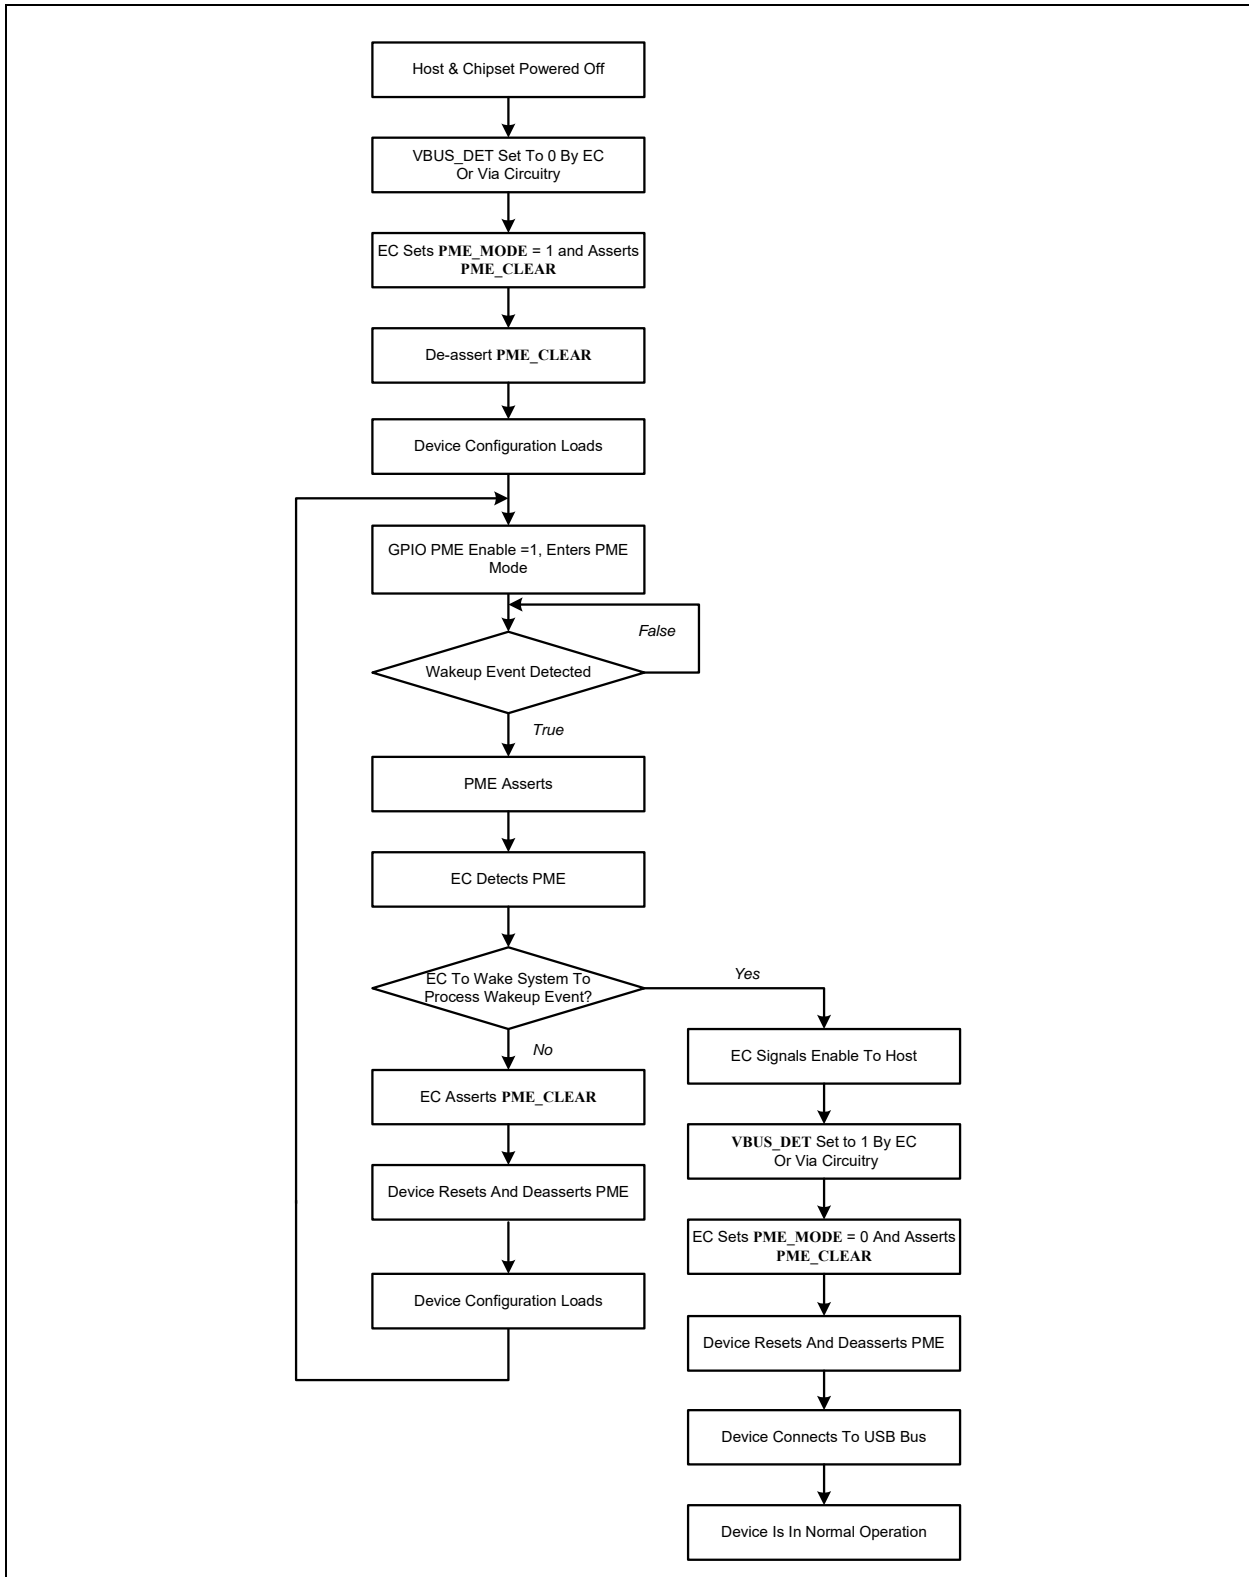 Host & Chipset Powered Off
VBUS_DET Set To 0 By EC
Or Via Circuitry
EC Sets PME_MODE = 1 and Asserts
PME_CLEAR
De-assert PME_CLEAR
Device Configuration Loads
GPIO PME Enable =1, Enters PME
Mode
False
Wakeup Event Detected
True
PME Asserts
EC Detects PME
EC To Wake System To
Process Wakeup Event?
Yes
No
EC Asserts PME_CLEAR
Device Resets And Deasserts PME
Device Configuration Loads
EC Signals Enable To Host
VBUS_DET Set to 1 By EC
Or Via Circuitry
EC Sets PME_MODE = 0 And Asserts
PME_CLEAR
Device Resets And Deasserts PME
Device Connects To USB Bus
Device Is In Normal Operation